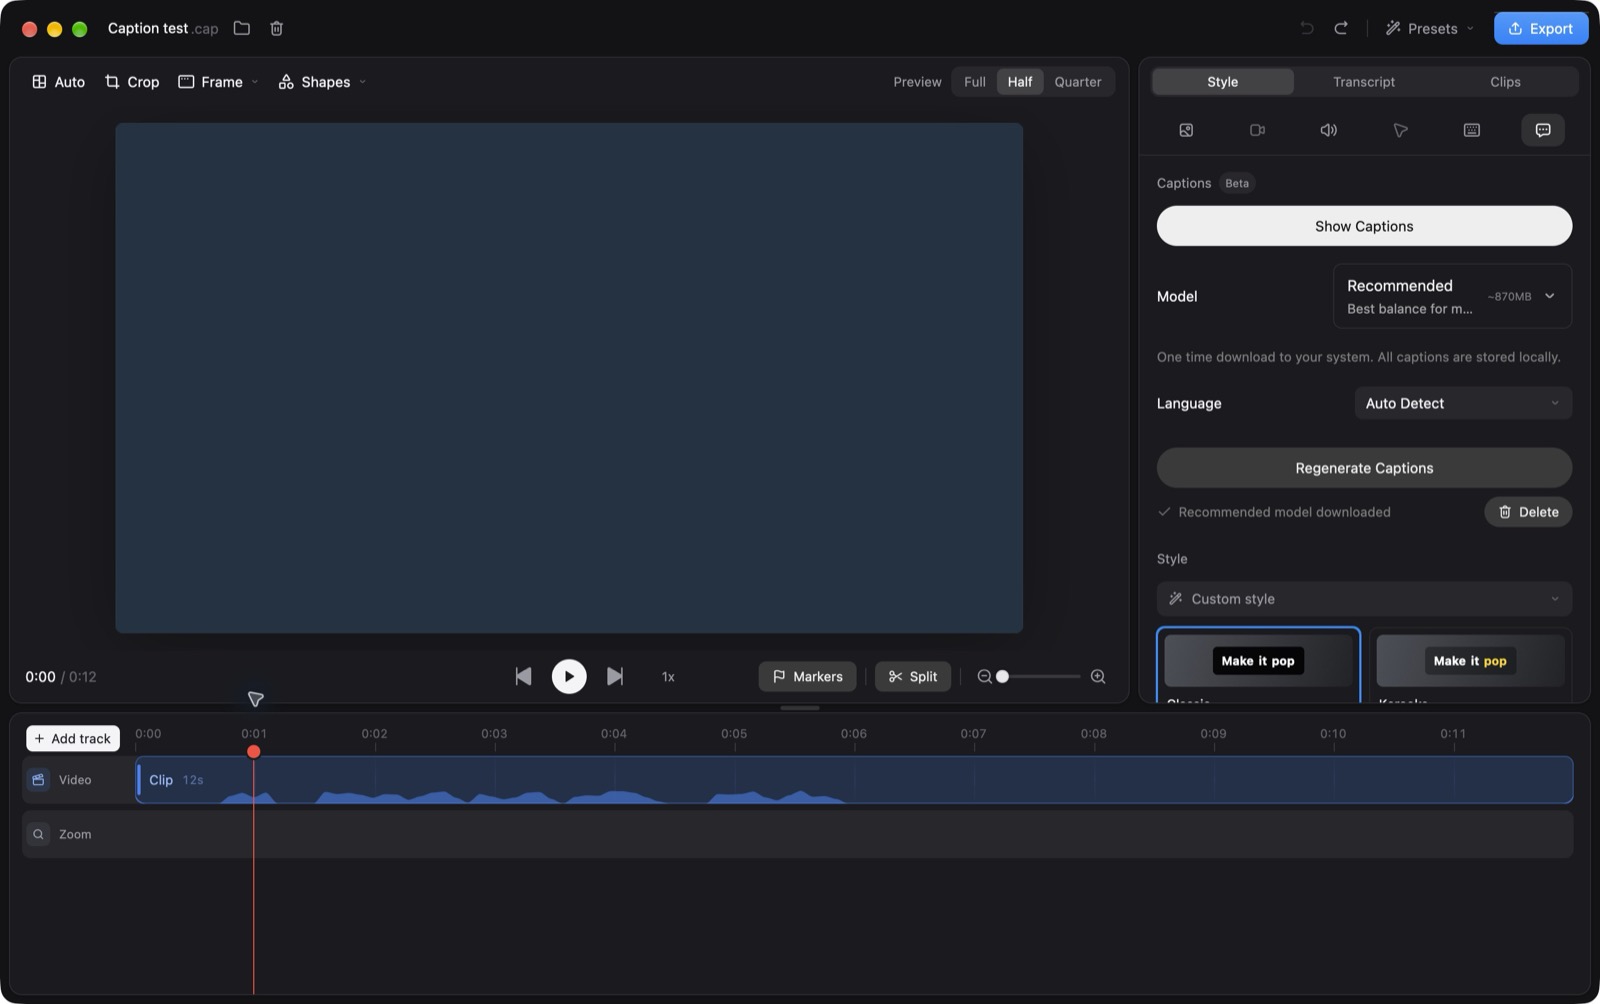 Caption test.cap
Presets
Export
Auto
Crop
Frame
Shapes
Preview
Full
Half
Quarter
Style
Transcript
Clips
Captions
Beta
Show Captions
Model
Recommended
Best balance for m...
~870MB
One time download to your system. All captions are stored locally.
Language
Auto Detect
Regenerate Captions
Recommended model downloaded
Delete
Style
Custom style
Make it pop
Make it pop
Classic
Karaoke
0:00 / 0:12
1x
Markers
Split
Add track
0:00
0:01
0:02
0:03
0:04
0:05
0:06
0:07
0:08
0:09
0:10
0:11
Video
Clip 12s
Zoom